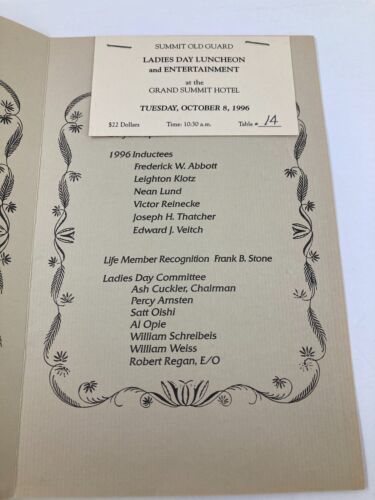 SUMMIT OLD GUARD
LADIES DAY LUNCHEON
and ENTERTAINMENT
at the
GRAND SUMMIT HOTEL
TUESDAY, OCTOBER 8, 1996
$22 Dollars Time: 10:30 a.m. Table # 14
1996 Inductees
Frederick W. Abbott
Leighton Klotz
Nean Lund
Victor Reinecke
Joseph H. Thatcher
Edward J. Veitch
Life Member Recognition Frank B. Stone
Ladies Day Committee
Ash Cuckler, Chairman
Percy Arnsten
Satt Oishi
Al Opie
William Schreibeis
William Weiss
Robert Regan, E/O